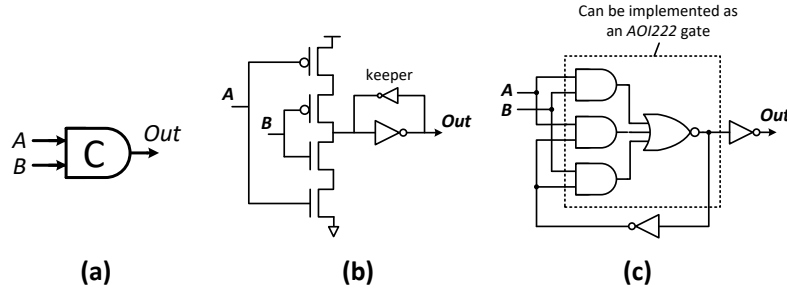 Can be implemented as
an AOI222 gate
A
B
C
Out
(a)
A
B
keeper
Out
(b)
A
B
Out
(c)